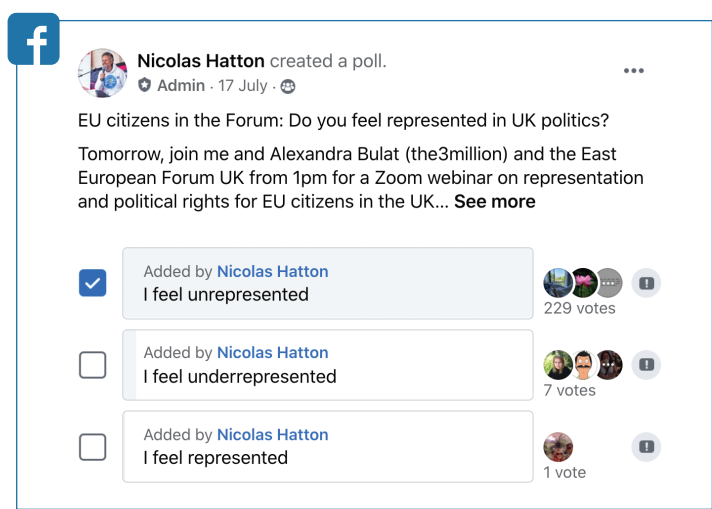 Nicolas Hatton created a poll.
Admin · 17 July ·
EU citizens in the Forum: Do you feel represented in UK politics?
Tomorrow, join me and Alexandra Bulat (the3million) and the East
European Forum UK from 1pm for a Zoom webinar on representation
and political rights for EU citizens in the UK... See more
Added by Nicolas Hatton
I feel unrepresented
229 votes
Added by Nicolas Hatton
I feel underrepresented
7 votes
Added by Nicolas Hatton
I feel represented
1 vote